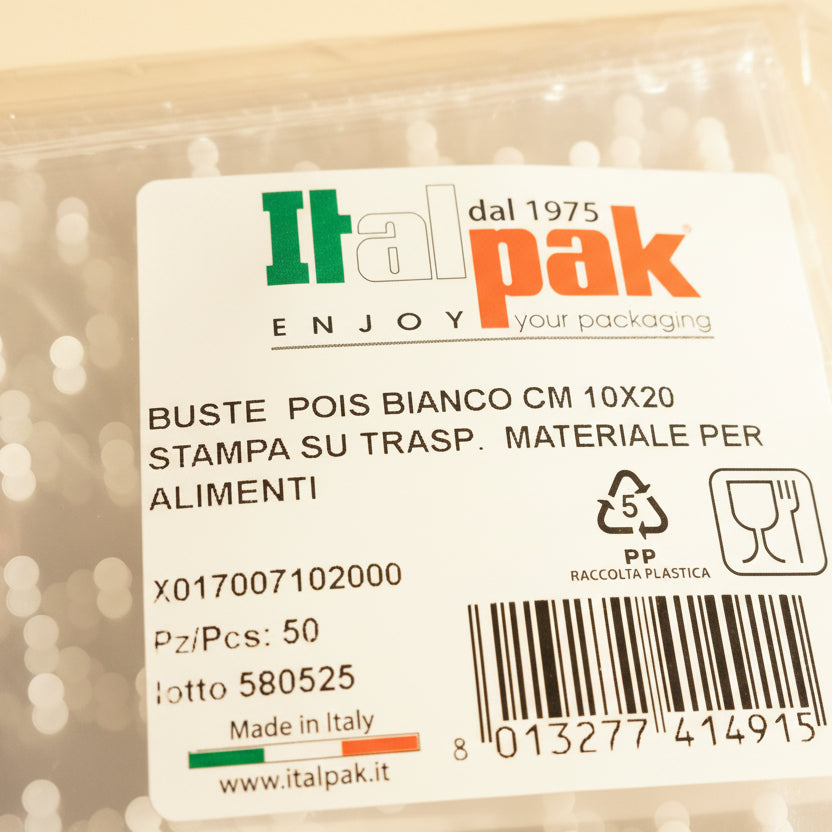 Italpak®
dal 1975
ENJOY your packaging
BUSTE POIS BIANCO CM 10X20
STAMPA SU TRASP. MATERIALE PER
ALIMENTI
5
PP
RACCOLTA PLASTICA
X017007102000
Pz/Pcs: 50
lotto 580525
Made in Italy
www.italpak.it
8 013277 414915